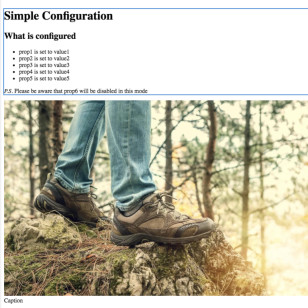 Simple Configuration
What is configured
prop1 is set to value1
prop2 is set to value2
prop3 is set to value3
prop4 is set to value4
prop5 is set to value5
P.S. Please be aware that prop6 will be disabled in this mode
Caption